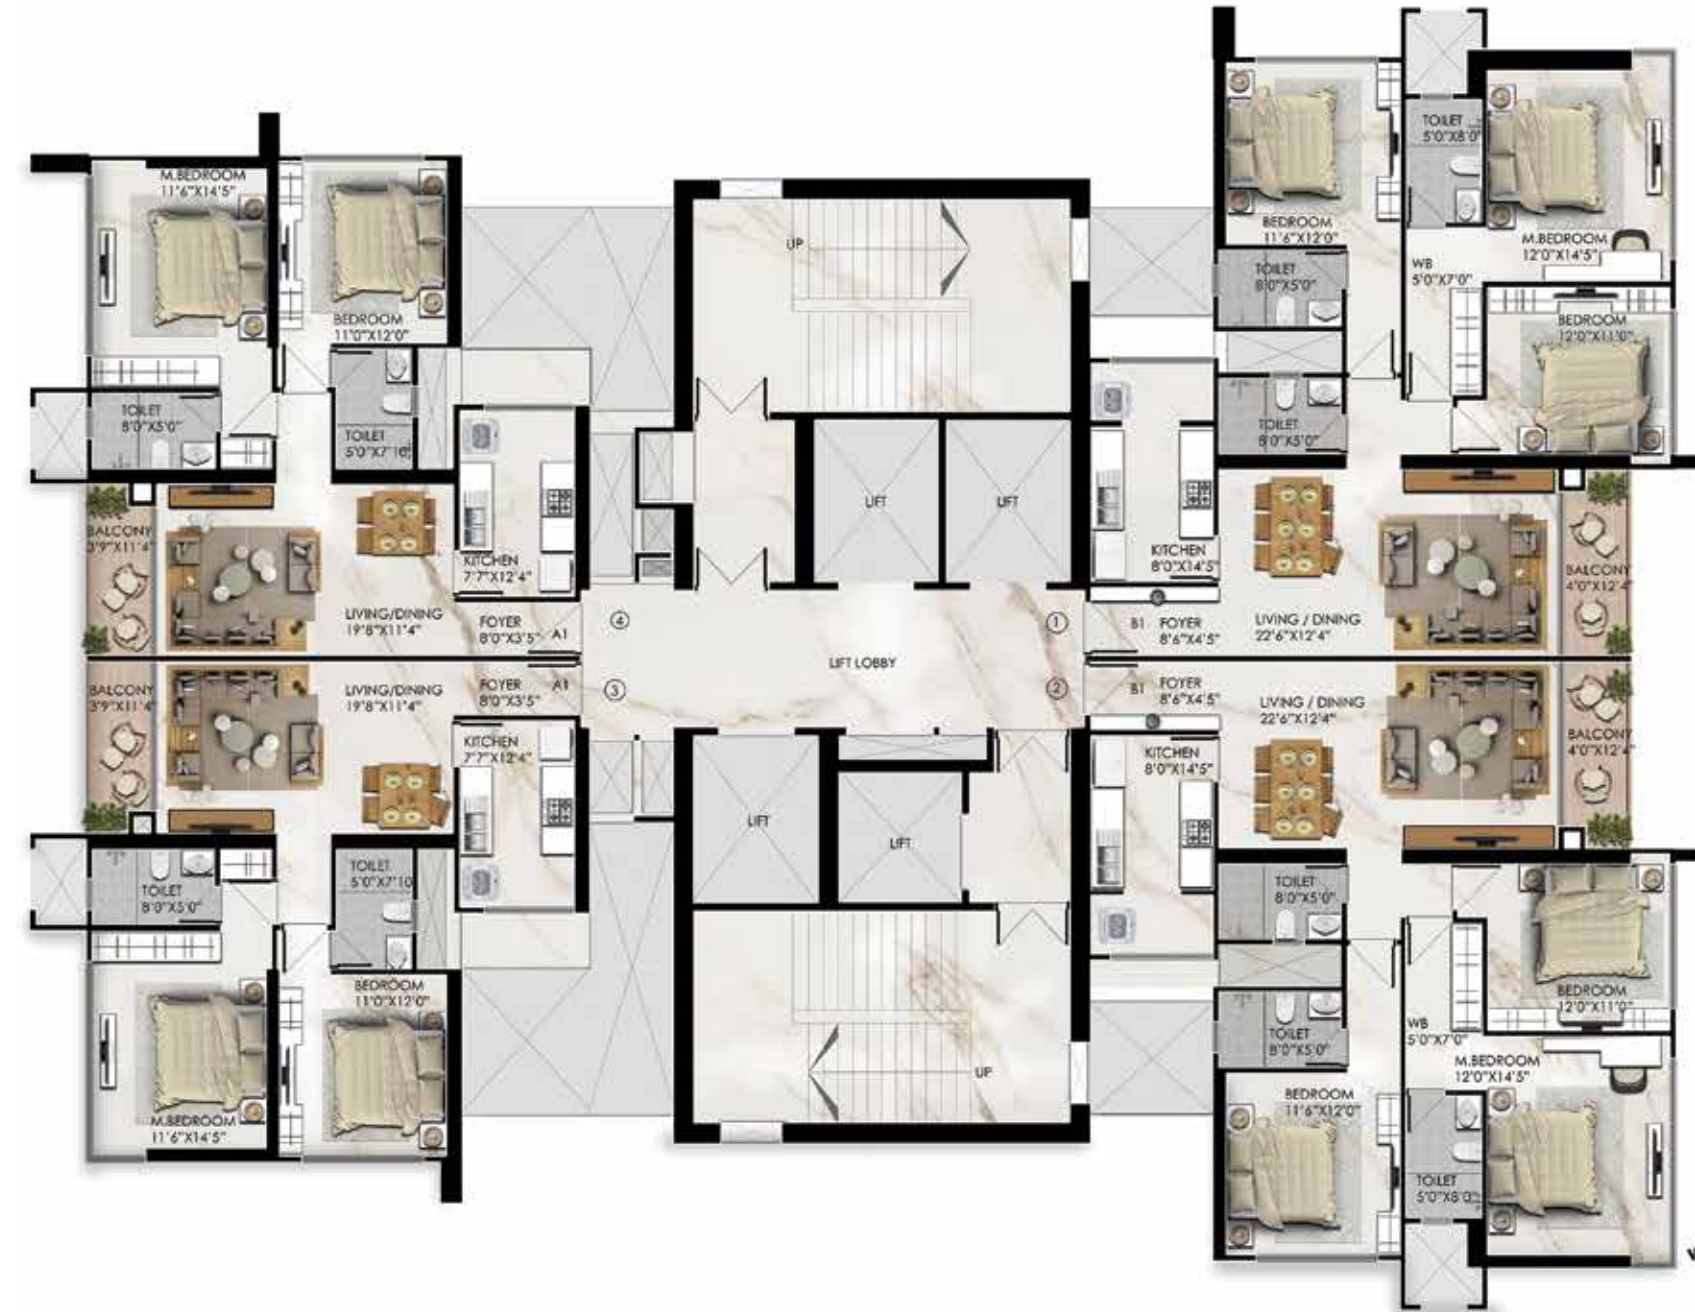 M.BEDROOM
11'6"X14'5"
BEDROOM
11'0"X12'0"
TOILET
8'0"X5'0"
TOILET
5'0"X7'10"
BALCONY
3'9"X11'4"
KITCHEN
7'7"X12'4"
LIVING/DINING
19'8"X11'4"
FOYER
8'0"X3'5"
A1
4
BALCONY
3'9"X11'4"
LIVING/DINING
19'8"X11'4"
FOYER
8'0"X3'5"
A1
3
KITCHEN
7'7"X12'4"
TOILET
8'0"X5'0"
TOILET
5'0"X7'10
BEDROOM
11'0"X12'0"
M.BEDROOM
11'6"X14'5"
UP
LIFT
LIFT
LIFT LOBBY
LIFT
LIFT
UP
BEDROOM
11'6"X12'0"
TOILET
5'0"X8'0"
M.BEDROOM
12'0"X14'5"
TOILET
8'0"X5'0"
WB
5'0"X7'0"
BEDROOM
12'0"X11'0"
TOILET
8'0"X5'0"
KITCHEN
8'0"X14'5"
BALCONY
4'0"X12'4"
1
B1
FOYER
8'6"X4'5"
LIVING / DINING
22'6"X12'4"
2
B1
FOYER
8'6"X4'5"
LIVING / DINING
22'6"X12'4"
BALCONY
4'0"X12'4"
KITCHEN
8'0"X14'5"
TOILET
8'0"X5'0"
BEDROOM
12'0"X11'0"
WB
5'0"X7'0"
TOILET
8'0"X5'0"
M.BEDROOM
12'0"X14'5"
BEDROOM
11'6"X12'0"
TOILET
5'0"X8'0"